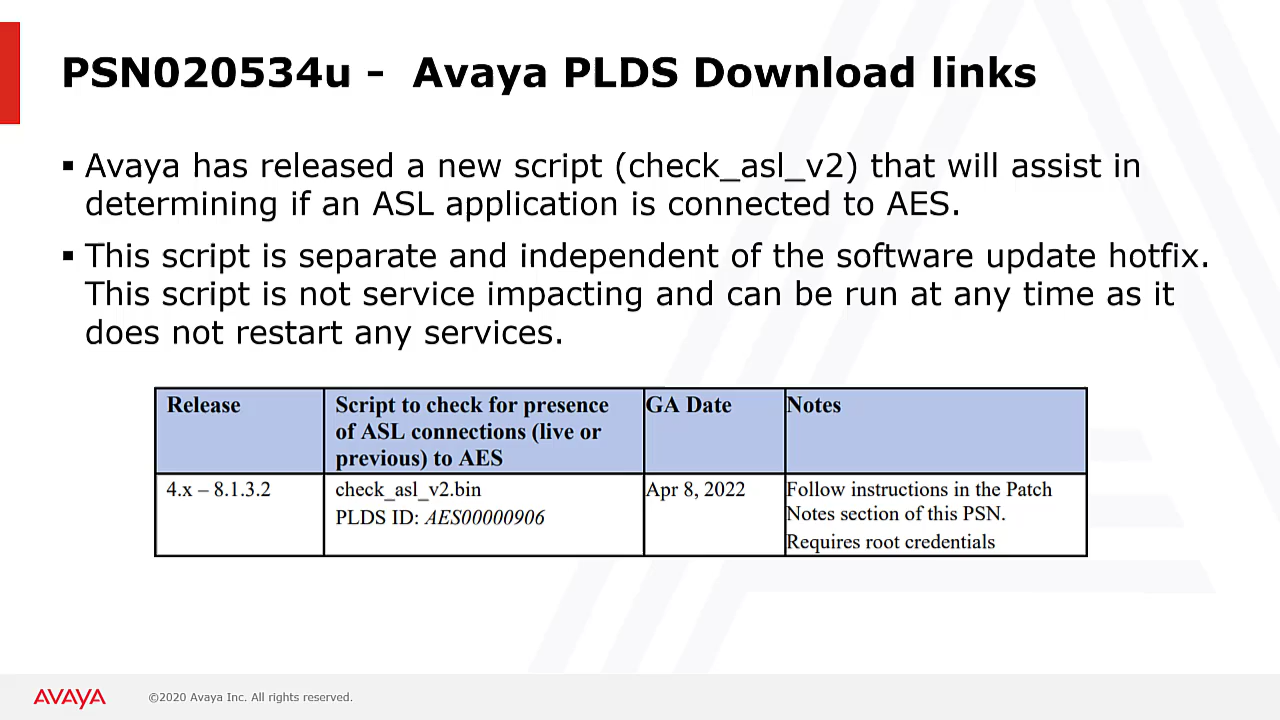 PSN020534u - Avaya PLDS Download links
▪ Avaya has released a new script (check_asl_v2) that will assist in
determining if an ASL application is connected to AES.
▪ This script is separate and independent of the software update hotfix.
This script is not service impacting and can be run at any time as it
does not restart any services.
Release
Script to check for presence
of ASL connections (live or
previous) to AES
GA Date
Notes
4.x – 8.1.3.2
check_asl_v2.bin
PLDS ID: AES00000906
Apr 8, 2022
Follow instructions in the Patch
Notes section of this PSN.
Requires root credentials
AVAYA
©2020 Avaya Inc. All rights reserved.